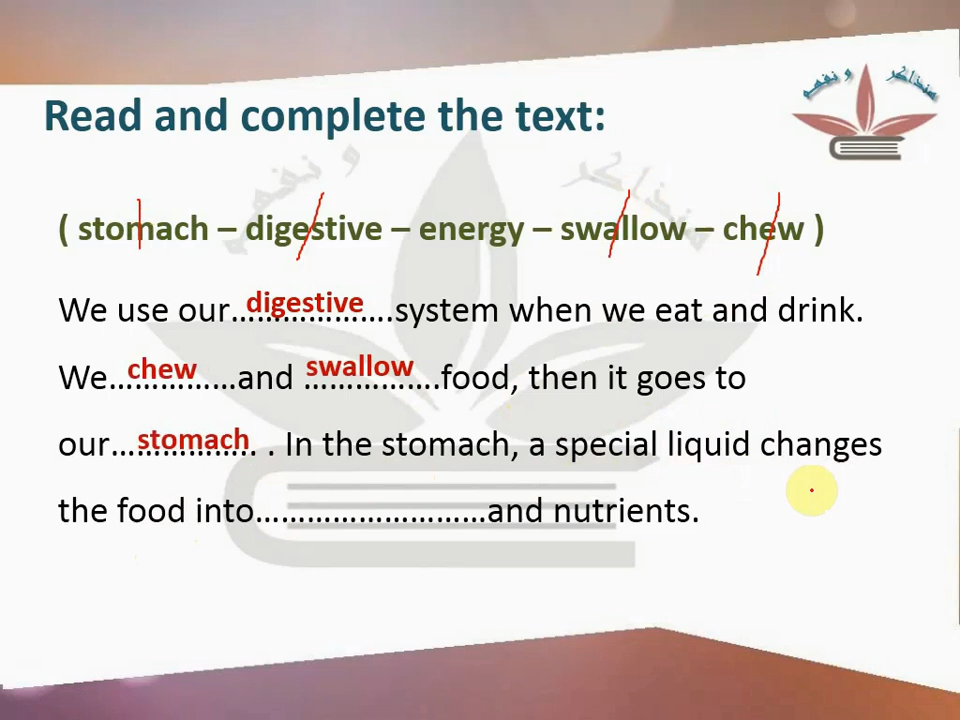 Read and complete the text:
نذاكر و نفهم
( stomach – digestive – energy – swallow – chew )
We use our...digestive...system when we eat and drink.
We...chew...and ...swallow...food, then it goes to
our...stomach... . In the stomach, a special liquid changes
the food into...........................and nutrients.